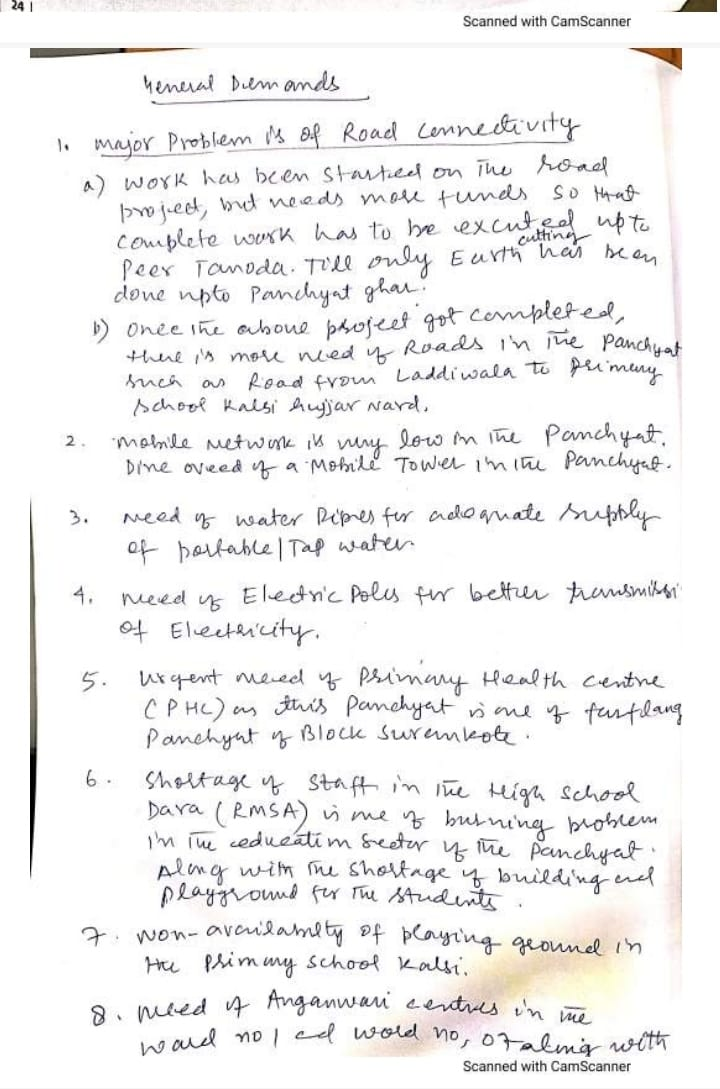 24 |
Scanned with CamScanner
General Demands
1. major Problem is of Road Connectivity
a) work has been started on The road
project, but needs more funds so that
complete work has to be excuted upto
Peer Tanoda. Till only Earth cutting has been
done upto Panchyat ghar.
b) once the above project got completed,
there is more need of Roads in the Panchyat
such as Road from Laddiwala to Primary
school Kalsi Gujjar Nard.
2. mobile network is very low in the Panchyat.
Dire need of a Mobile Tower in the Panchyat.
3. need of water Pipes for adequate supply
of portable | Tap water.
4. need of Electric Poles for better transmissi
of Electricity.
5. Urgent need of Primary Health centre
(PHC) as this Panchyat is one of farflang
Panchyat of Block Surankote.
6. Shortage of staff in the High School
Dara (RMSA) is one of burning problem
in The education sector of the Panchyat.
Along with The shortage of building and
playground for The students.
7. non-availabilty of playing ground in
the Primary school Kalsi.
8. need of Anganwari centres in the
ward no 1 and word no, 07 along with
Scanned with CamScanner